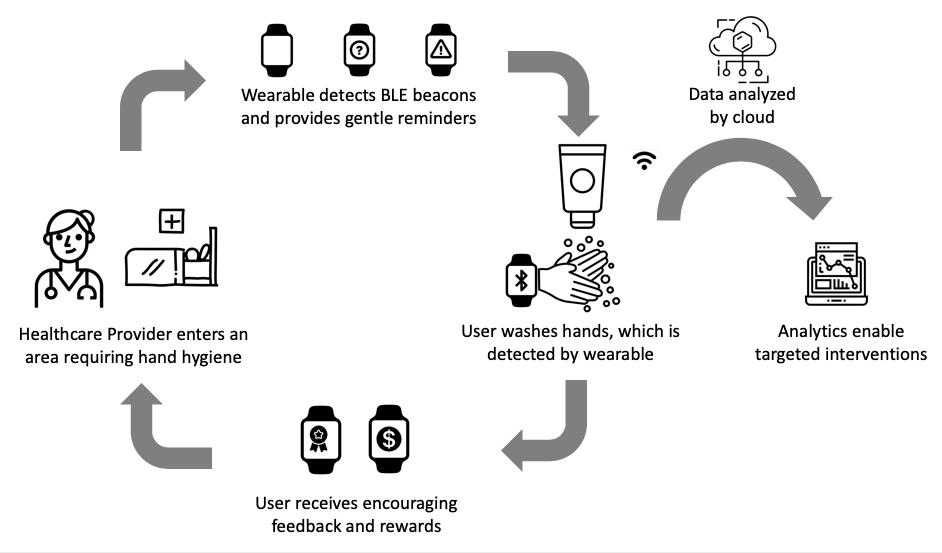 Wearable detects BLE beacons
and provides gentle reminders
Data analyzed
by cloud
Healthcare Provider enters an
area requiring hand hygiene
User washes hands, which is
detected by wearable
Analytics enable
targeted interventions
User receives encouraging
feedback and rewards